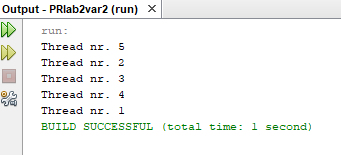 Output - PRlab2var2 (run) ×
run:
Thread nr. 5
Thread nr. 2
Thread nr. 3
Thread nr. 4
Thread nr. 1
BUILD SUCCESSFUL (total time: 1 second)